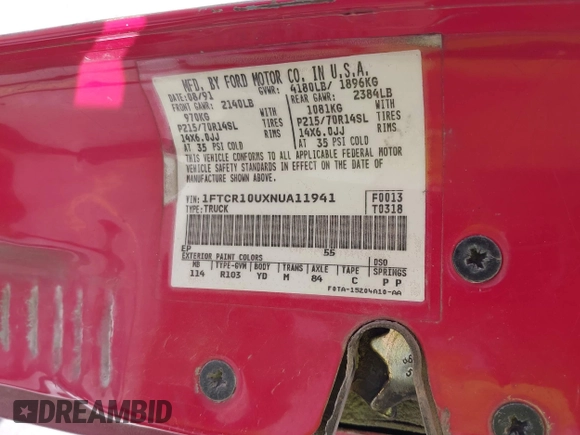 MFD. BY FORD MOTOR CO. IN U.S.A.
DATE: 08/91 GVWR: 4180LB/ 1896KG
FRONT GAWR: 2140LB REAR GAWR: 2384LB
970KG 1081KG
P215/70R14SL TIRES P215/70R14SL TIRES
14X6.0JJ RIMS 14X6.0JJ RIMS
AT 35 PSI COLD AT 35 PSI COLD
THIS VEHICLE CONFORMS TO ALL APPLICABLE FEDERAL MOTOR
VEHICLE SAFETY STANDARDS IN EFFECT ON THE DATE OF
MANUFACTURE SHOWN ABOVE.
VIN: 1FTCR10UXNUA11941 F0013
TYPE: TRUCK T0318
EP 55
EXTERIOR PAINT COLORS DSO
WB TYPE-GVW BODY TRANS AXLE TAPE SPRINGS
114 R103 YD M 84 C P P
F0TA-15204A10-AA
DREAMBID